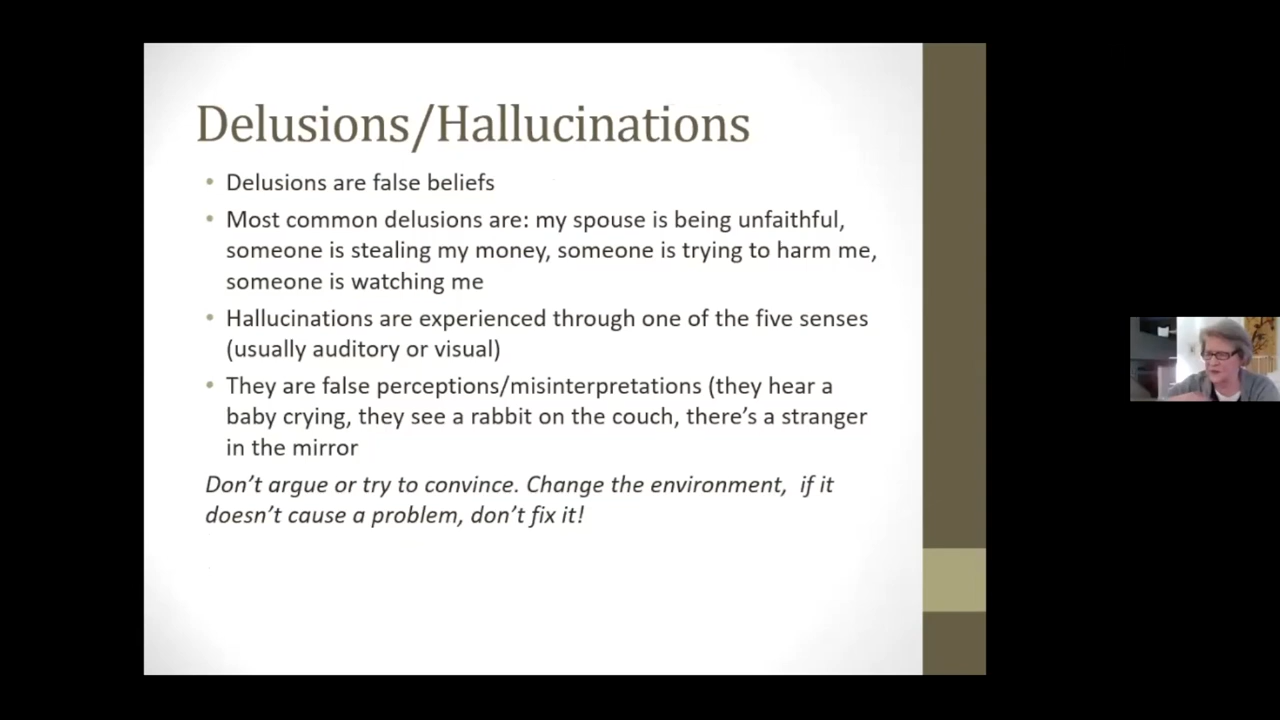 Delusions/Hallucinations
• Delusions are false beliefs
• Most common delusions are: my spouse is being unfaithful,
someone is stealing my money, someone is trying to harm me,
someone is watching me
• Hallucinations are experienced through one of the five senses
(usually auditory or visual)
• They are false perceptions/misinterpretations (they hear a
baby crying, they see a rabbit on the couch, there’s a stranger
in the mirror
Don’t argue or try to convince. Change the environment,  if it
doesn’t cause a problem, don’t fix it!